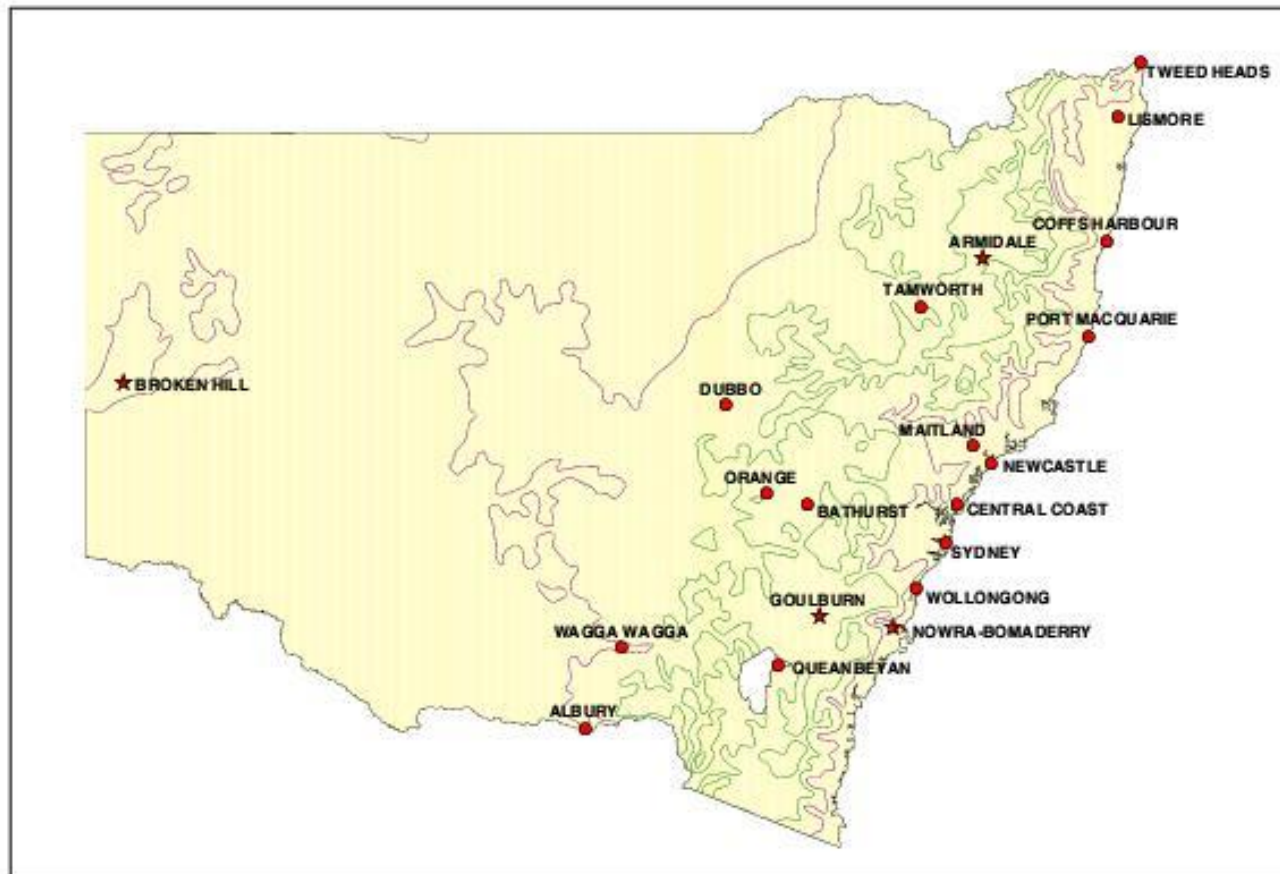 TWEED HEADS
LISMORE
COFFS HARBOUR
ARMIDALE
TAMWORTH
PORT MACQUARIE
BROKEN HILL
DUBBO
MAITLAND
NEWCASTLE
ORANGE
BATHURST
CENTRAL COAST
SYDNEY
GOULBURN
WOLLONGONG
WAGGA WAGGA
NOWRA-BOMADERRY
QUEANBEYAN
ALBURY